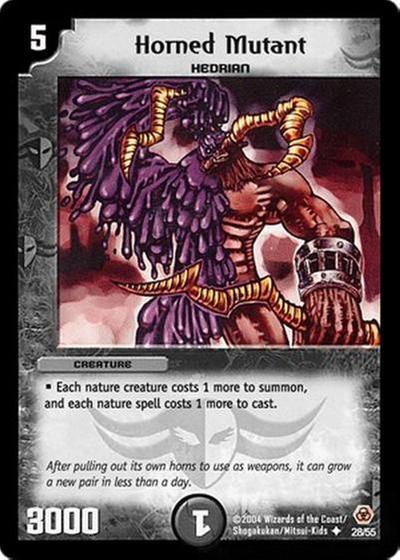 5
Horned Mutant
HEDRIAN
CREATURE
▪ Each nature creature costs 1 more to summon,
and each nature spell costs 1 more to cast.
After pulling out its own horns to use as weapons, it can grow
a new pair in less than a day.
3000
1
©2004 Wizards of the Coast/
Shogakukan/Mitsui-Kids ✦ 28/55